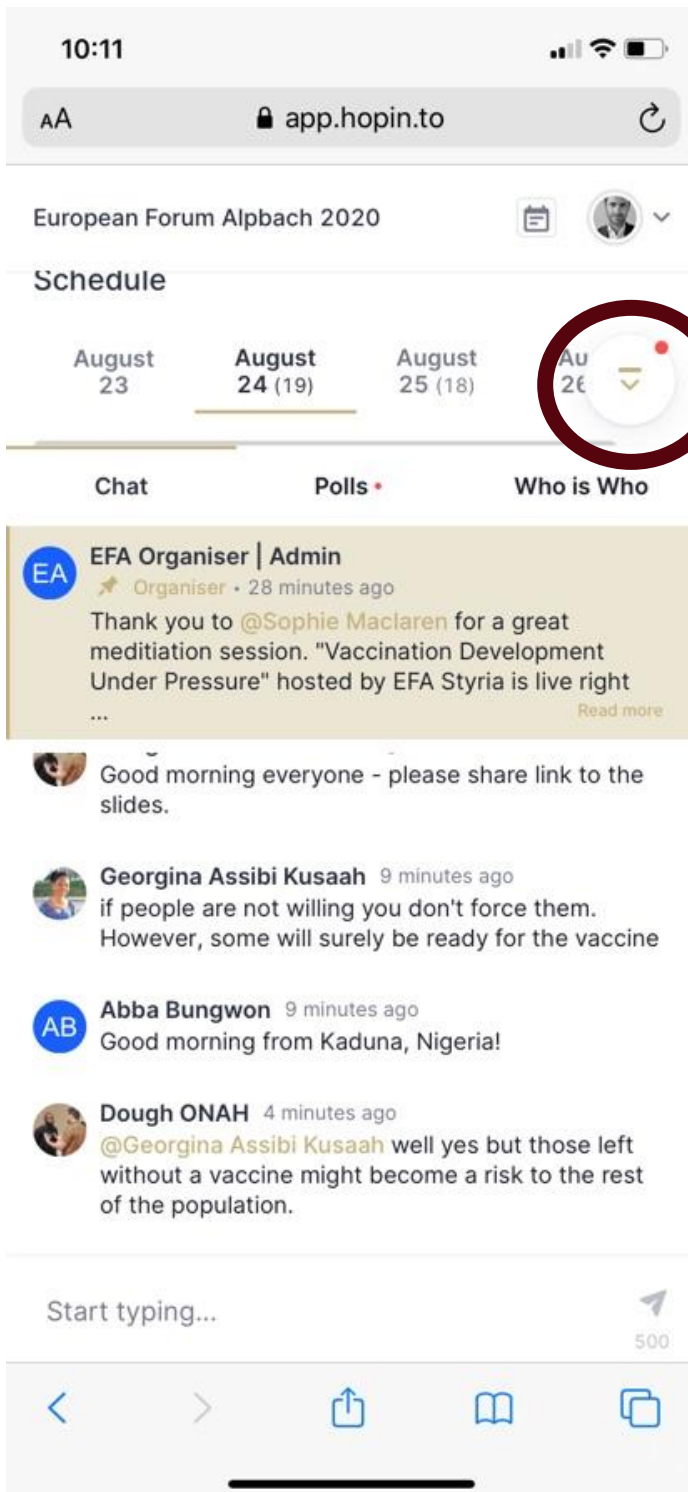 10:11
AA app.hopin.to
European Forum Alpbach 2020
Schedule
August
23
August
24 (19)
August
25 (18)
Au
26
Chat Polls • Who is Who
EA
EFA Organiser | Admin
Organiser • 28 minutes ago
Thank you to @Sophie Maclaren for a great
meditiation session. "Vaccination Development
Under Pressure" hosted by EFA Styria is live right
...
Read more
Good morning everyone - please share link to the
slides.
Georgina Assibi Kusaah 9 minutes ago
if people are not willing you don't force them.
However, some will surely be ready for the vaccine
AB
Abba Bungwon 9 minutes ago
Good morning from Kaduna, Nigeria!
Dough ONAH 4 minutes ago
@Georgina Assibi Kusaah well yes but those left
without a vaccine might become a risk to the rest
of the population.
Start typing...
500